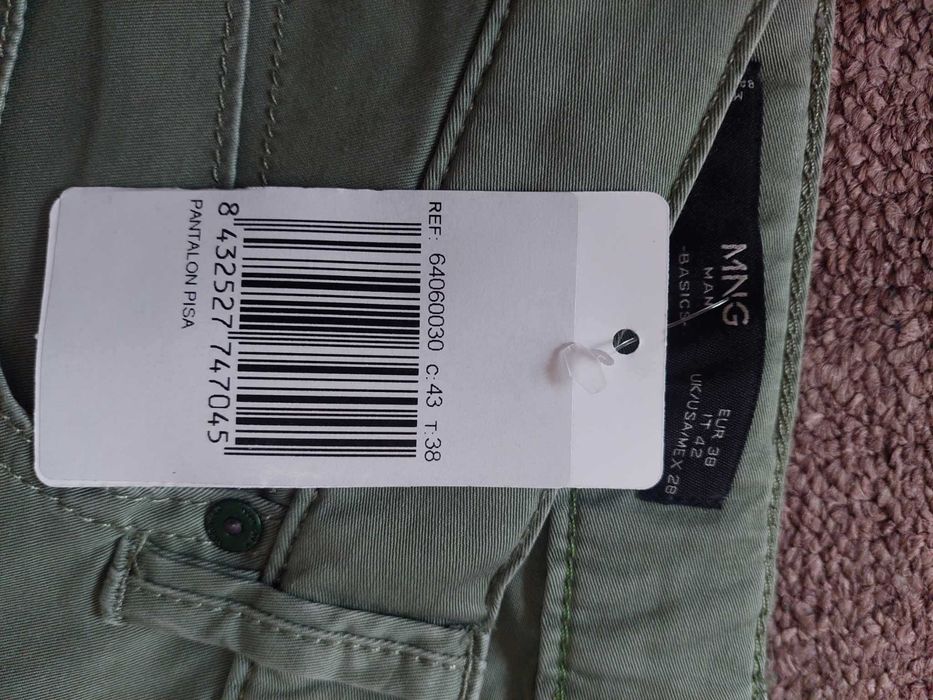 REF: 64060030 C:43 T:38
8 432527 747045
PANTALON PISA
MNG
MAN
-BASICS-
EUR 38
IT 42
UK/USA/MEX 28